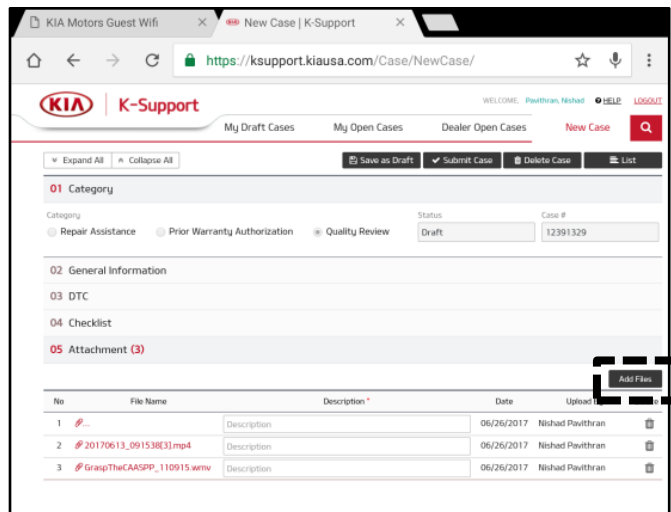 KIA Motors Guest Wifi
New Case | K-Support
https://ksupport.kiausa.com/Case/NewCase/
KIA K-Support
WELCOME, Pavithran, Nishad HELP LOGOUT
My Draft Cases My Open Cases Dealer Open Cases New Case
Expand All Collapse All Save as Draft Submit Case Delete Case List
01 Category
Category Status Case #
Repair Assistance Prior Warranty Authorization Quality Review Draft 12391329
02 General Information
03 DTC
04 Checklist
05 Attachment (3)
Add Files
No File Name Description * Date Upload
1 ... Description 06/26/2017 Nishad Pavithran
2 20170613_091538[3].mp4 Description 06/26/2017 Nishad Pavithran
3 GraspTheCAASPP_110915.wmv Description 06/26/2017 Nishad Pavithran